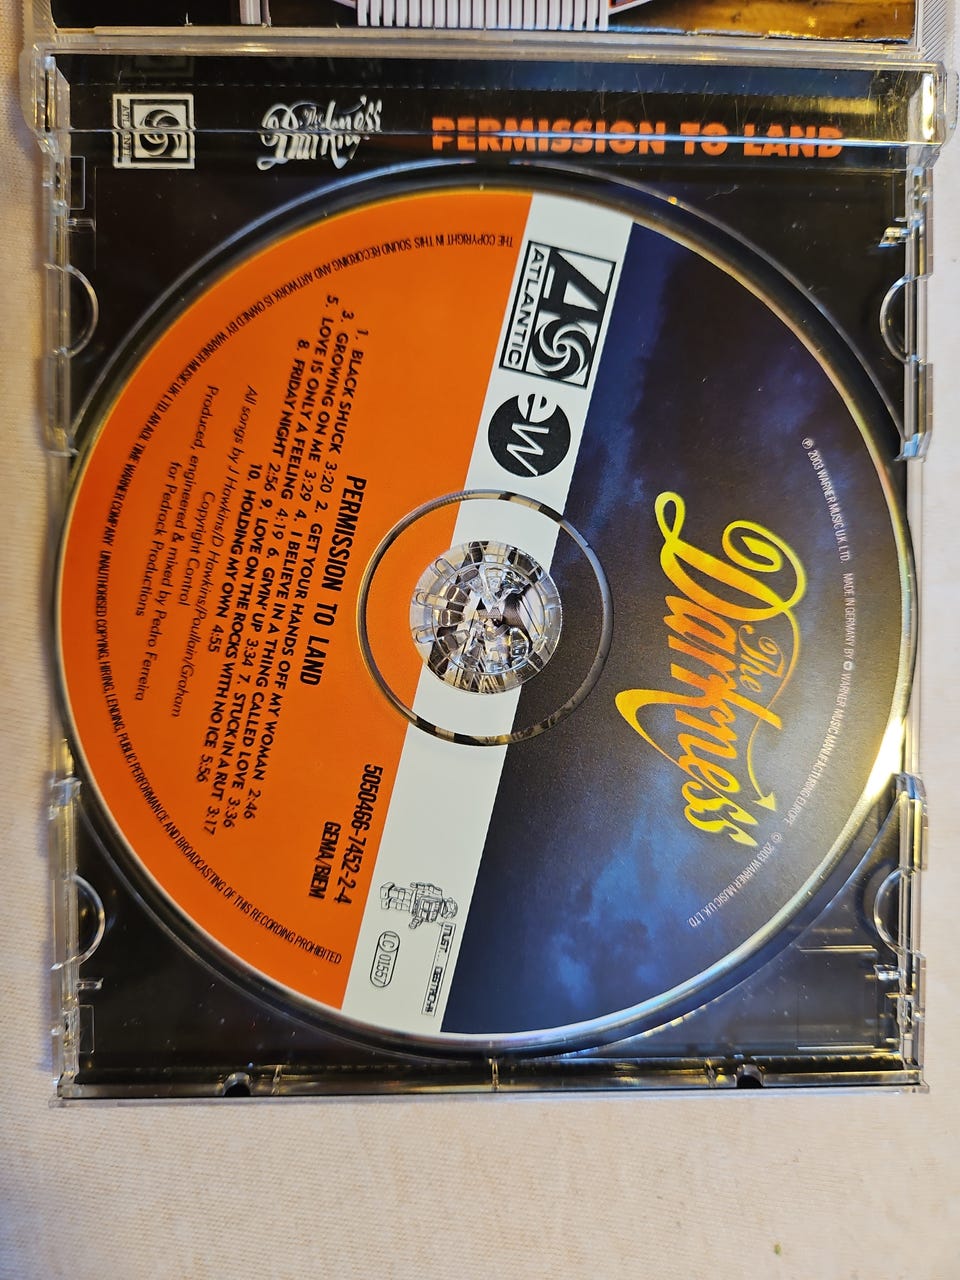 The Darkness
PERMISSION TO LAND
℗ 2003 WARNER MUSIC U.K. LTD. MADE IN GERMANY BY WARNER MUSIC MANUFACTURING EUROPE © 2003 WARNER MUSIC U.K. LTD.
The
Darkness
ATLANTIC
ew
MUST... DESTROY!!
LC 01557
5050466-7452-2-4
GEMA/BIEM
PERMISSION TO LAND
1. BLACK SHUCK 3:20 2. GET YOUR HANDS OFF MY WOMAN 2:46
3. GROWING ON ME 3:29 4. I BELIEVE IN A THING CALLED LOVE 3:36
5. LOVE IS ONLY A FEELING 4:19 6. GIVIN' UP 3:34 7. STUCK IN A RUT 3:17
8. FRIDAY NIGHT 2:56 9. LOVE ON THE ROCKS WITH NO ICE 5:56
10. HOLDING MY OWN 4:55
All songs by J Hawkins/D Hawkins/Poullain/Graham
Copyright Control
Produced, engineered & mixed by Pedro Ferreira
for Pedrock Productions
THE COPYRIGHT IN THIS SOUND RECORDING AND ARTWORK IS OWNED BY WARNER MUSIC U.K. LTD. AN AOL TIME WARNER COMPANY. UNAUTHORISED COPYING, HIRING, LENDING, PUBLIC PERFORMANCE AND BROADCASTING OF THIS RECORDING PROHIBITED